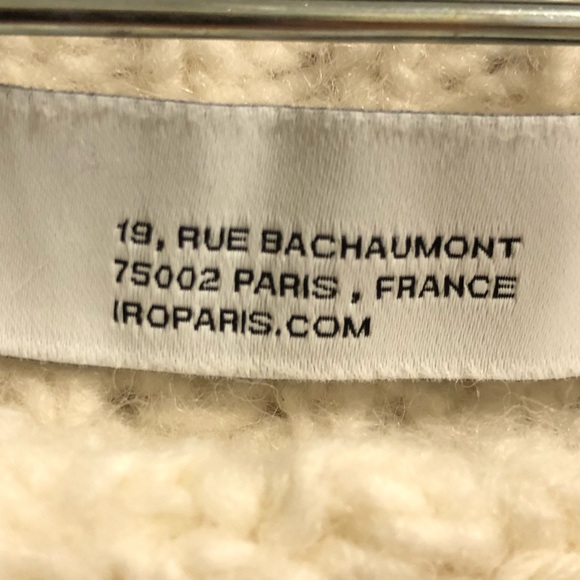 19, RUE BACHAUMONT
75002 PARIS , FRANCE
IROPARIS.COM